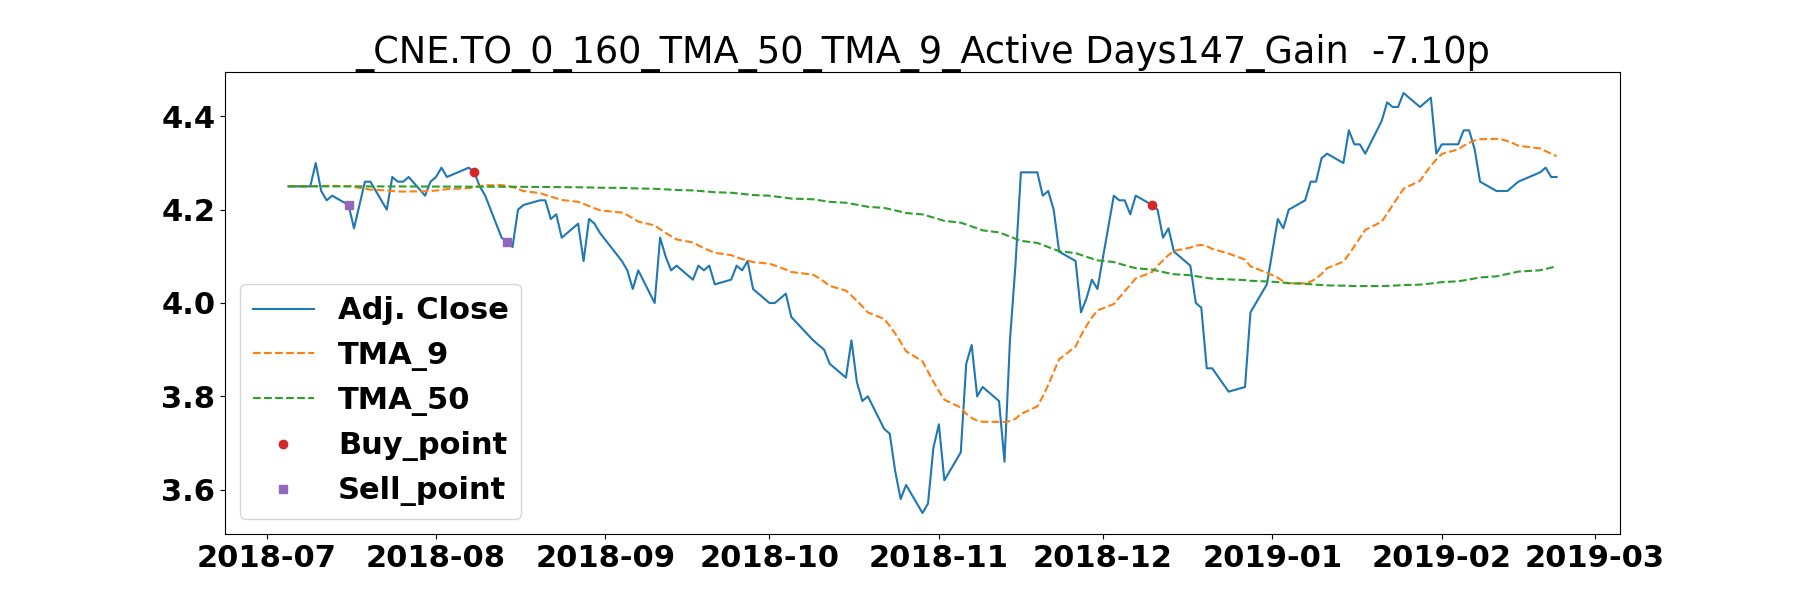 _CNE.TO_0_160_TMA_50_TMA_9_Active Days147_Gain  -7.10p
4.4
4.2
4.0
3.8
3.6
Adj. Close
TMA_9
TMA_50
Buy_point
Sell_point
2018-07 2018-08 2018-09 2018-10 2018-11 2018-12 2019-01 2019-02 2019-03